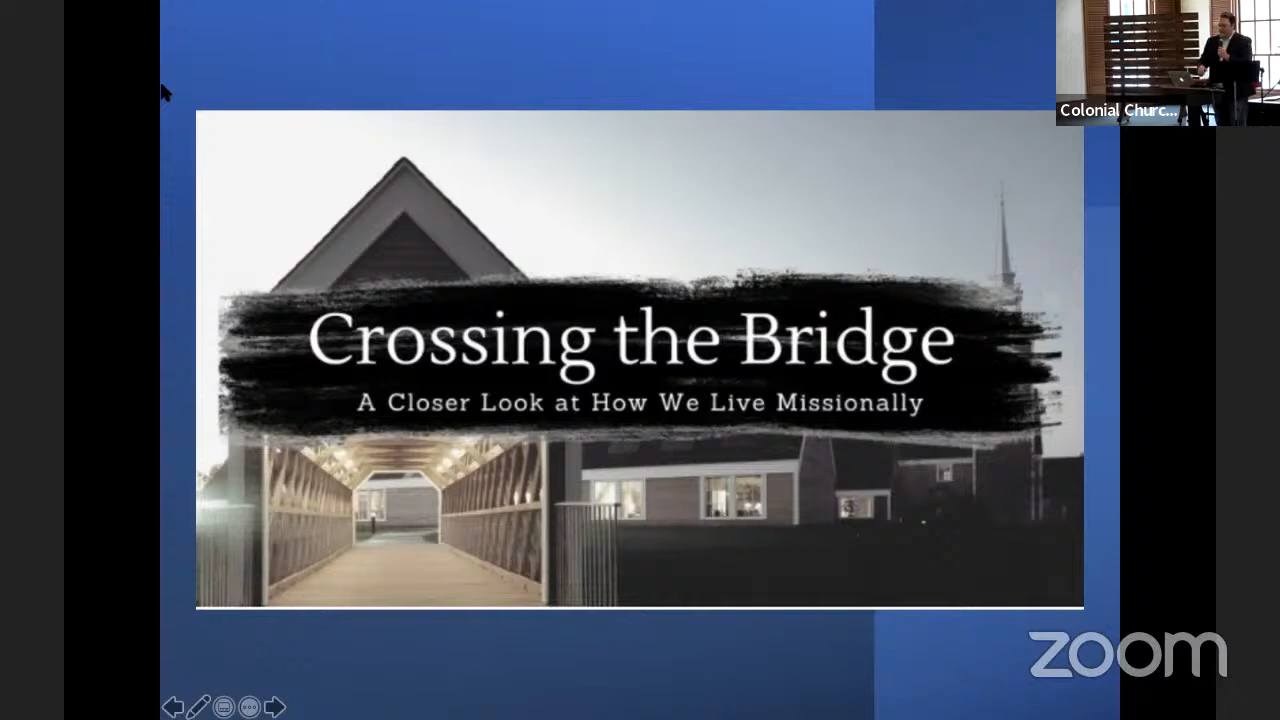 Colonial Churc...
Crossing the Bridge
A Closer Look at How We Live Missionally
zoom